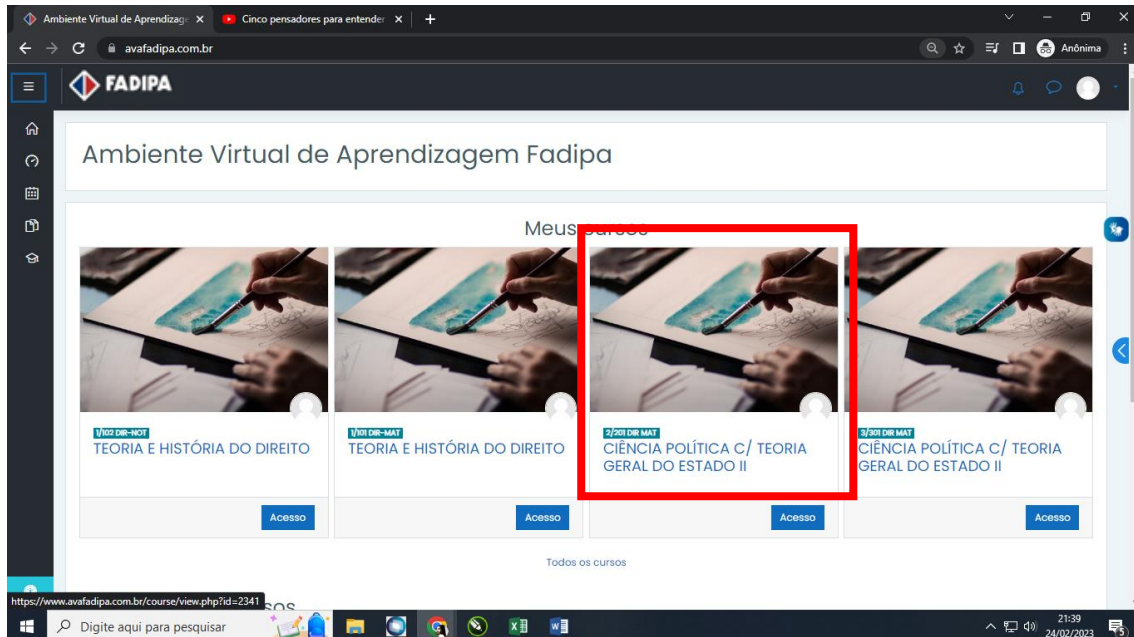 Ambiente Virtual de Aprendizage
Cinco pensadores para entender
avafadipa.com.br
Anônima
FADIPA
Ambiente Virtual de Aprendizagem Fadipa
Meus cursos
1/102 DIR-NOT
TEORIA E HISTÓRIA DO DIREITO
Acesso
1/101 DIR-MAT
TEORIA E HISTÓRIA DO DIREITO
Acesso
2/201 DIR MAT
CIÊNCIA POLÍTICA C/ TEORIA
GERAL DO ESTADO II
Acesso
3/301 DIR MAT
CIÊNCIA POLÍTICA C/ TEORIA
GERAL DO ESTADO II
Acesso
Todos os cursos
https://www.avafadipa.com.br/course/view.php?id=2341
Digite aqui para pesquisar
21:39
24/02/2023
5